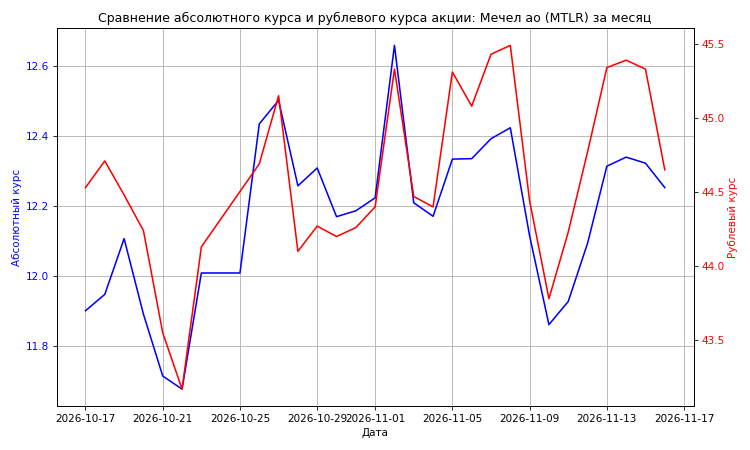 Сравнение абсолютного курса и рублевого курса акции: Мечел ао (MTLR) за месяц
12.6
12.4
12.2
12.0
11.8
Абсолютный курс
45.5
45.0
44.5
44.0
43.5
Рублевый курс
2026-10-17 2026-10-21 2026-10-25 2026-10-29 2026-11-01 2026-11-05 2026-11-09 2026-11-13 2026-11-17
Дата